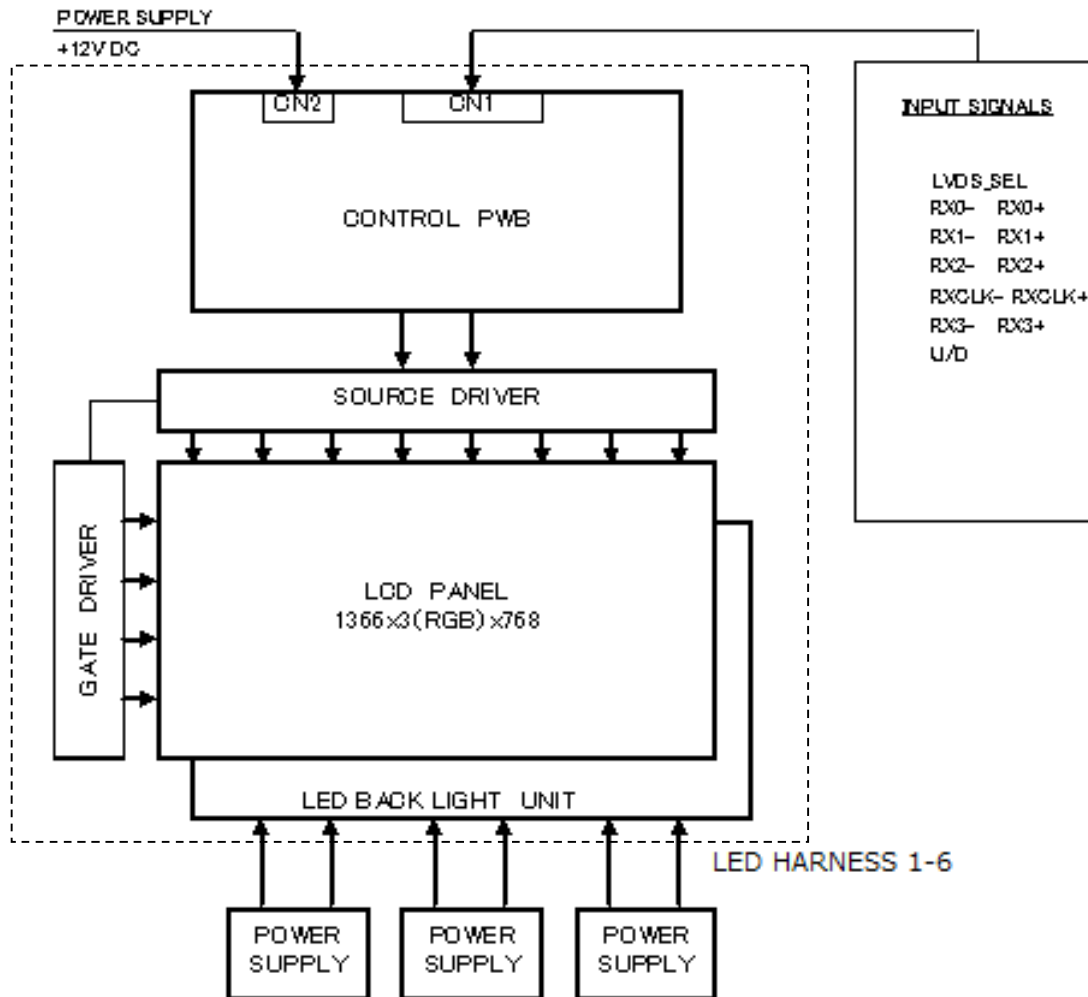 POWER SUPPLY
+12V DC
CN2
CN1
CONTROL PWB
INPUT SIGNALS
LVDS_SEL
RX0- RX0+
RX1- RX1+
RX2- RX2+
RXCLK- RXCLK+
RX3- RX3+
U/D
SOURCE DRIVER
GATE DRIVER
LCD PANEL
1366x3(RGB)x768
LED BACK LIGHT UNIT
LED HARNESS 1-6
POWER
SUPPLY
POWER
SUPPLY
POWER
SUPPLY